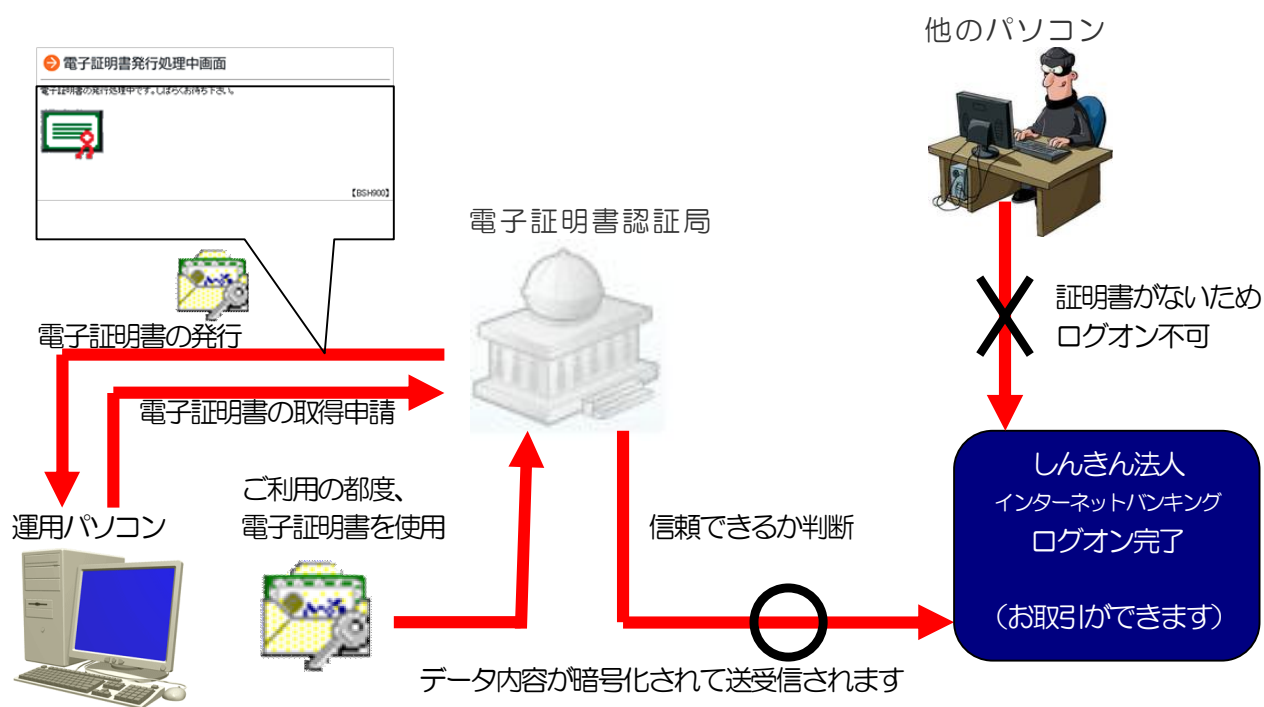 他のパソコン
電子証明書発行処理中画面
電子証明書の発行処理中です。しばらくお待ち下さい。
【BSH900】
電子証明書認証局
証明書がないため
ログオン不可
電子証明書の発行
電子証明書の取得申請
しんきん法人
インターネットバンキング
ログオン完了
(お取引ができます)
ご利用の都度、
電子証明書を使用
運用パソコン
信頼できるか判断
データ内容が暗号化されて送受信されます